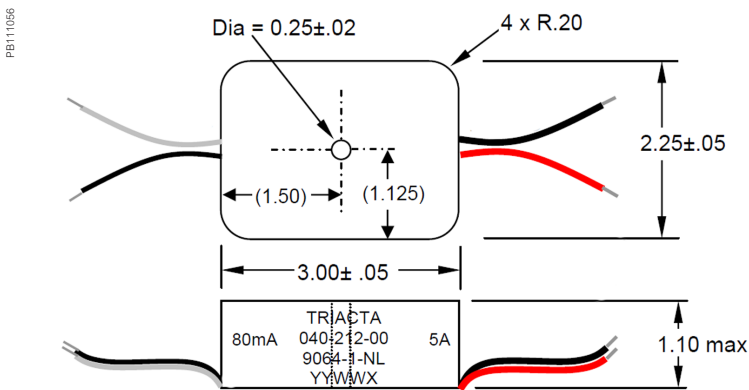 PB111056
Dia = 0.25±.02
4 x R.20
2.25±.05
(1.50)
(1.125)
3.00± .05
TRIACTA
80mA 040-212-00 5A
9064-1-NL
YYWWX
1.10 max